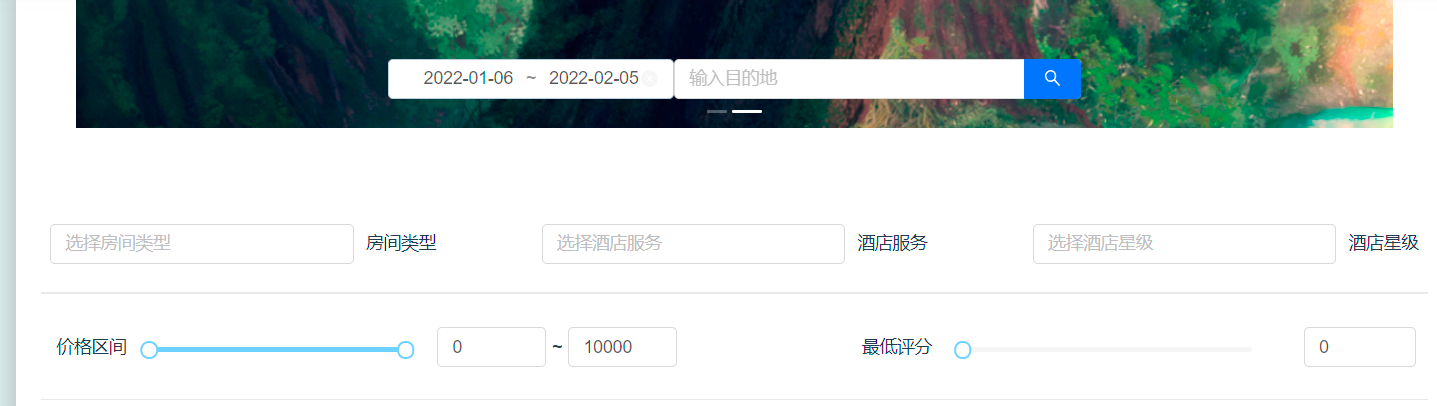 2022-01-06 ~ 2022-02-05 输入目的地
选择房间类型 房间类型 选择酒店服务 酒店服务 选择酒店星级 酒店星级
价格区间 0 ~ 10000 最低评分 0